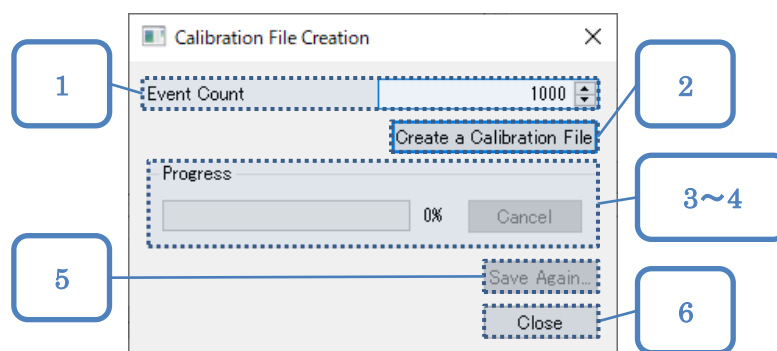 Calibration File Creation
1
Event Count 1000
2
Create a Calibration File
Progress
0% Cancel
3～4
5
Save Again...
Close
6